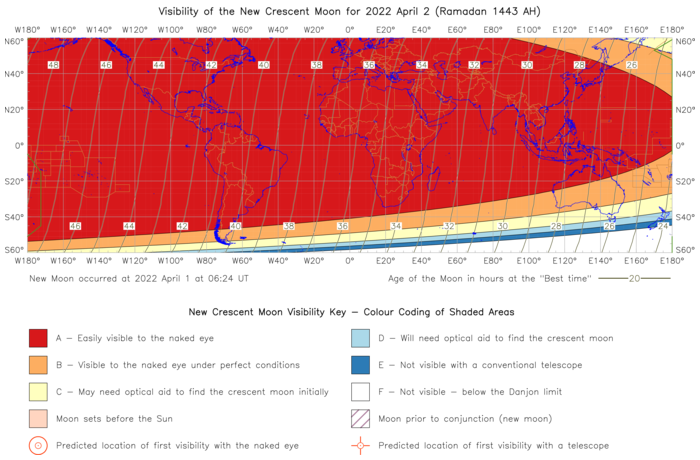 Visibility of the New Crescent Moon for 2022 April 2 (Ramadan 1443 AH)
W180° W160° W140° W120° W100° W80° W60° W40° W20° 0° E20° E40° E60° E80° E100° E120° E140° E160° E180°
N60° N60°
48 46 44 42 40 38 36 34 32 30 28 26
N40° N40°
N20° N20°
0° 0°
S20° S20°
S40° S40°
46 44 42 40 38 36 34 32 30 28 26 24
S60° S60°
W180° W160° W140° W120° W100° W80° W60° W40° W20° 0° E20° E40° E60° E80° E100° E120° E140° E160° E180°
New Moon occurred at 2022 April 1 at 06:24 UT Age of the Moon in hours at the "Best time" 20
New Crescent Moon Visibility Key – Colour Coding of Shaded Areas
A – Easily visible to the naked eye D – Will need optical aid to find the crescent moon
B – Visible to the naked eye under perfect conditions E – Not visible with a conventional telescope
C – May need optical aid to find the crescent moon initially F – Not visible – below the Danjon limit
Moon sets before the Sun Moon prior to conjunction (new moon)
Predicted location of first visibility with the naked eye Predicted location of first visibility with a telescope